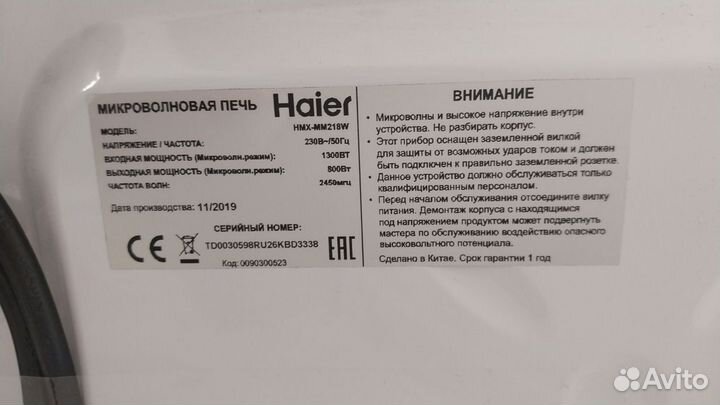 МИКРОВОЛНОВАЯ ПЕЧЬ Haier
МОДЕЛЬ: HMX-MM218W
НАПРЯЖЕНИЕ / ЧАСТОТА: 230В~/50Гц
ВХОДНАЯ МОЩНОСТЬ (Микроволн.режим): 1300ВТ
ВЫХОДНАЯ МОЩНОСТЬ (Микроволн.режим): 800Вт
ЧАСТОТА ВОЛН: 2450мгц
Дата производства: 11/2019
СЕРИЙНЫЙ НОМЕР:
CE TD0030598RU26KBD3338 EAC
Код: 0090300523
ВНИМАНИЕ
• Микроволны и высокое напряжение внутри
устройства. Не разбирать корпус.
• Этот прибор оснащен заземленной вилкой
для защиты от возможных ударов током и должен
быть подключен к правильно заземленной розетке.
• Данное устройство должно обслуживаться только
квалифицированным персоналом.
• Перед началом обслуживания отсоедините вилку
питания. Демонтаж корпуса с находящимся
под напряжением продуктом может подвергнуть
мастера по обслуживанию воздействию опасного
высоковольтного потенциала.
Сделано в Китае. Срок гарантии 1 год
Avito